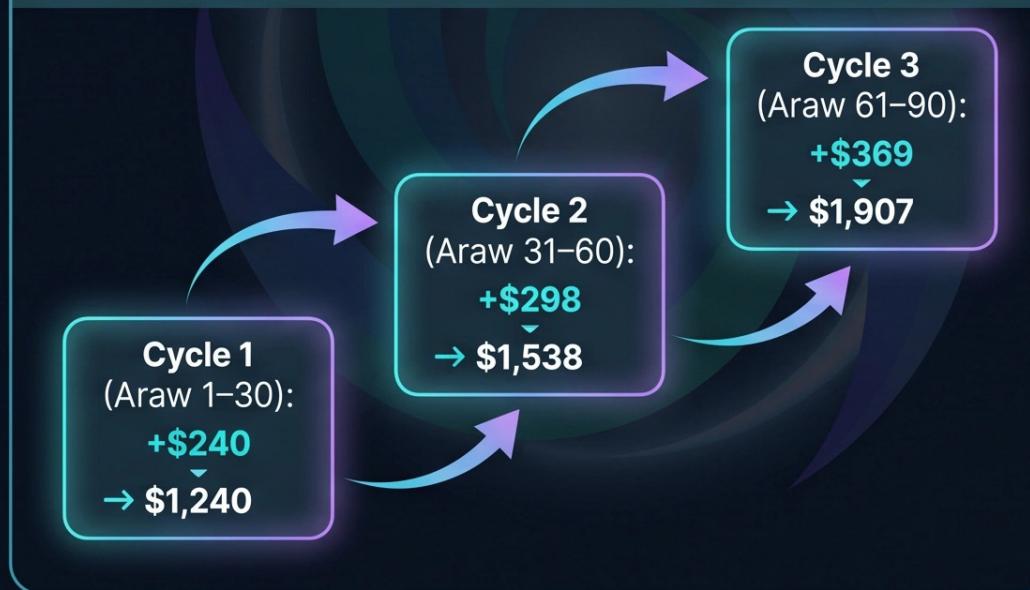 Cycle 1
(Araw 1–30):
+$240
→ $1,240
Cycle 2
(Araw 31–60):
+$298
→ $1,538
Cycle 3
(Araw 61–90):
+$369
→ $1,907